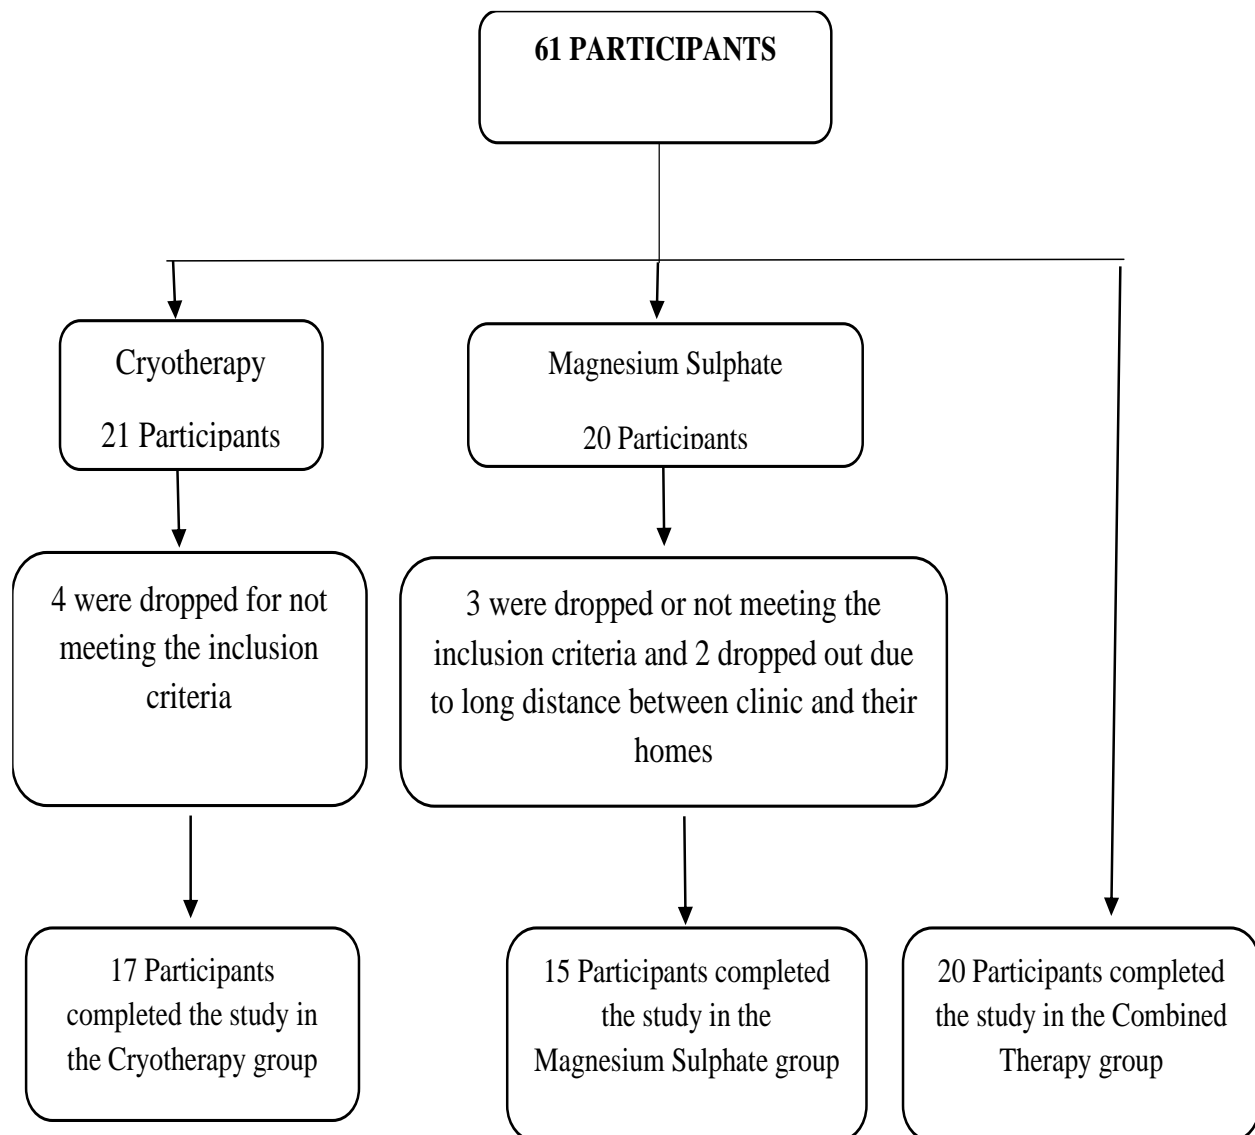 61 PARTICIPANTS
Cryotherapy
21 Participants
Magnesium Sulphate
20 Participants
4 were dropped for not
meeting the inclusion
criteria
3 were dropped or not meeting the
inclusion criteria and 2 dropped out due
to long distance between clinic and their
homes
17 Participants
completed the study in
the Cryotherapy group
15 Participants completed
the study in the
Magnesium Sulphate group
20 Participants completed
the study in the Combined
Therapy group